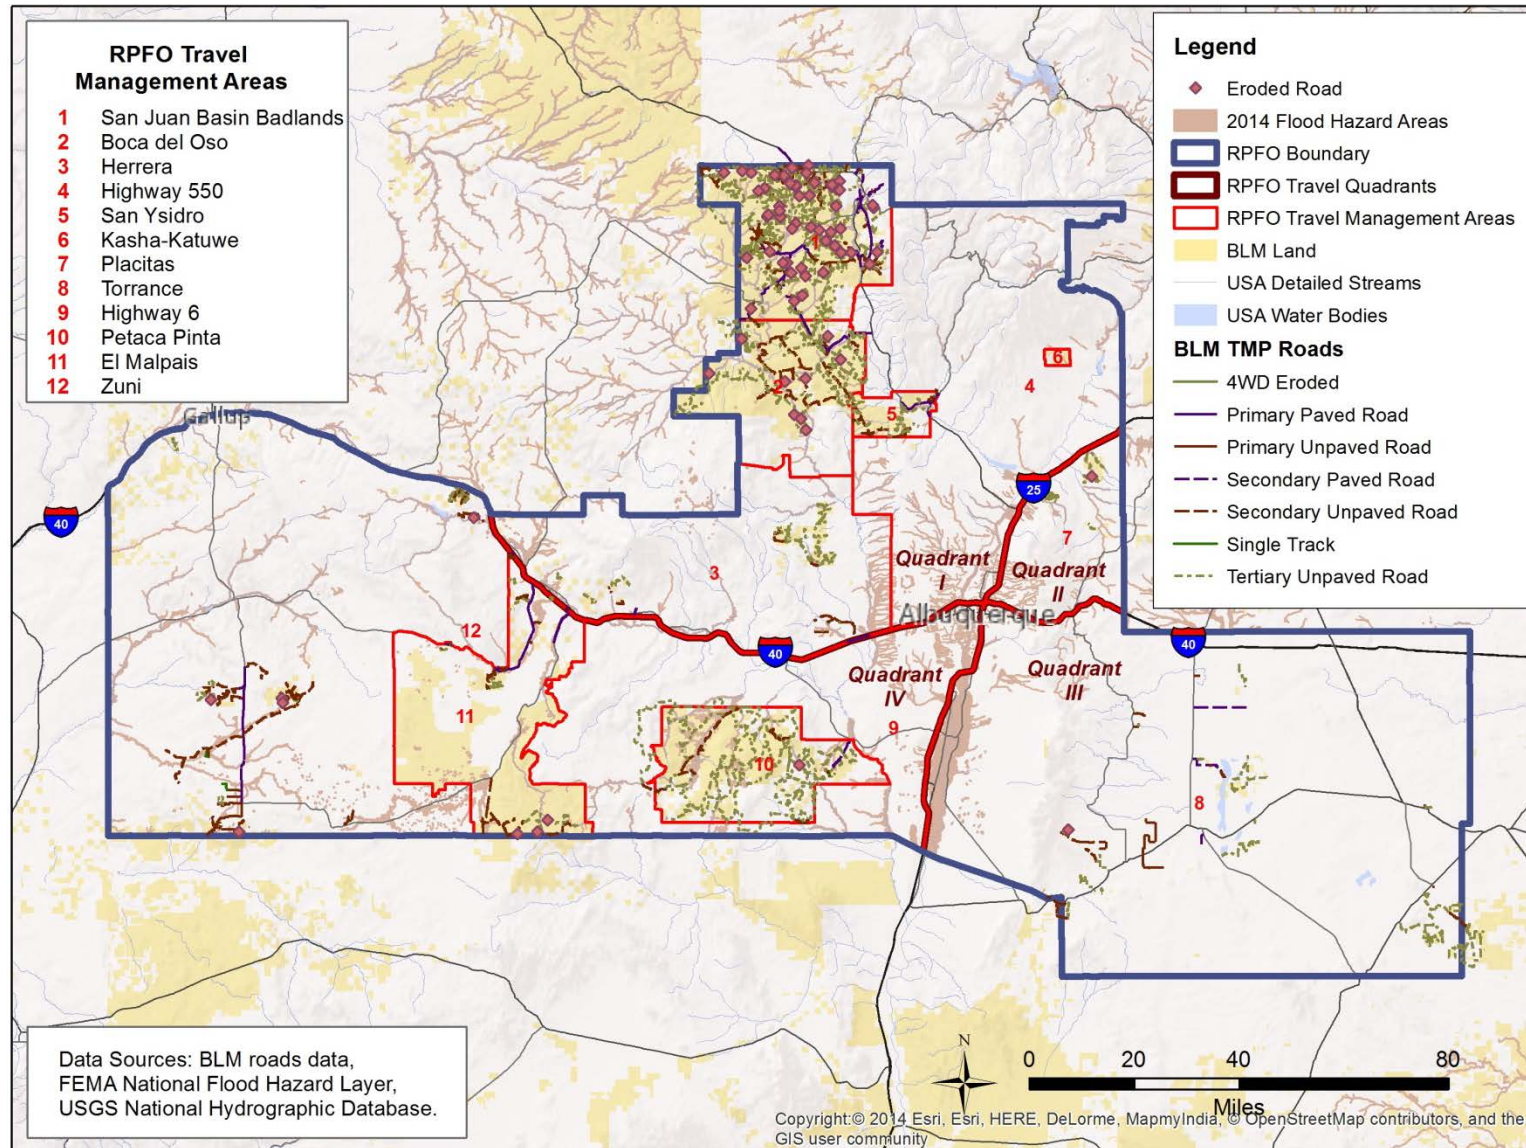 RPFO Travel
Management Areas
1 San Juan Basin Badlands
2 Boca del Oso
3 Herrera
4 Highway 550
5 San Ysidro
6 Kasha-Katuwe
7 Placitas
8 Torrance
9 Highway 6
10 Petaca Pinta
11 El Malpais
12 Zuni
Legend
Eroded Road
2014 Flood Hazard Areas
RPFO Boundary
RPFO Travel Quadrants
RPFO Travel Management Areas
BLM Land
USA Detailed Streams
USA Water Bodies
BLM TMP Roads
4WD Eroded
Primary Paved Road
Primary Unpaved Road
Secondary Paved Road
Secondary Unpaved Road
Single Track
Tertiary Unpaved Road
1
6
4
2
5
Gallup
25
40
7
3
Quadrant
I
Quadrant
II
Albuquerque
12
40
40
Quadrant
IV
Quadrant
III
11
9
10
8
Data Sources: BLM roads data,
FEMA National Flood Hazard Layer,
USGS National Hydrographic Database.
N
0 20 40 80
Miles
Copyright:© 2014 Esri, Esri, HERE, DeLorme, MapmyIndia, © OpenStreetMap contributors, and the
GIS user community